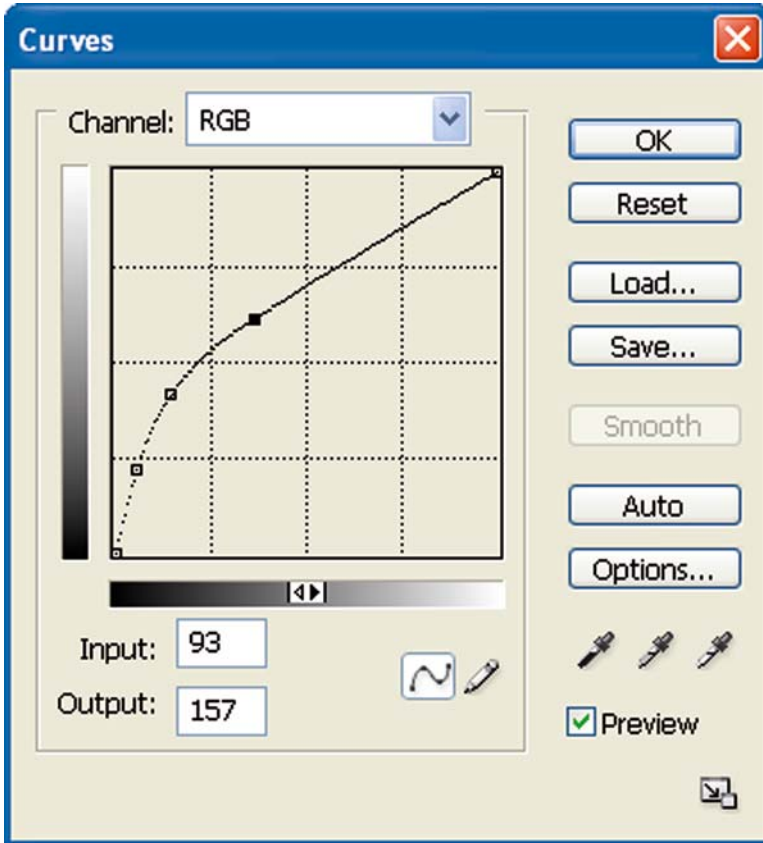 Curves
Channel: RGB
OK
Reset
Load...
Save...
Smooth
Auto
Options...
Input: 93
Output: 157
Preview